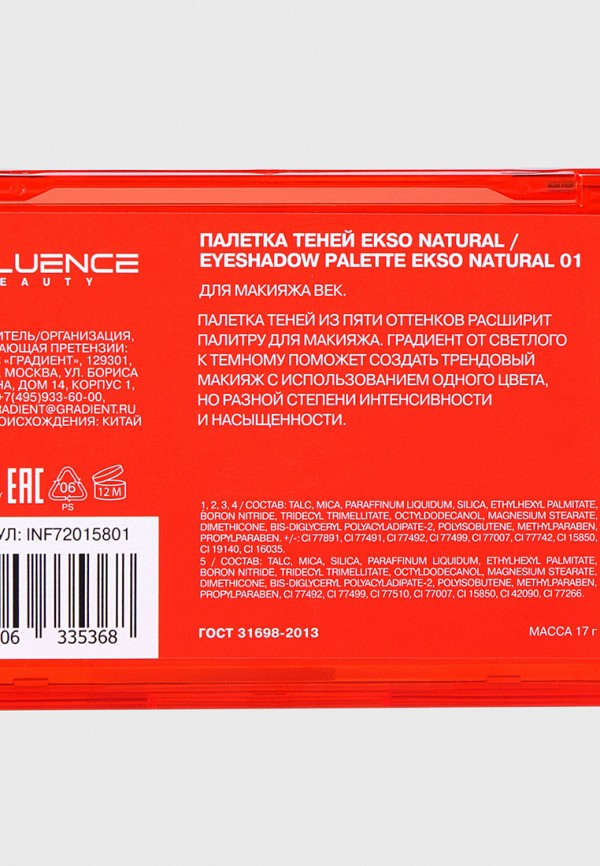 LUENCE
BEAUTY
ИТЕЛЬ/ОРГАНИЗАЦИЯ,
АЮЩАЯ ПРЕТЕНЗИИ:
«ГРАДИЕНТ», 129301,
МОСКВА, УЛ. БОРИСА
НА, ДОМ 14, КОРПУС 1,
+7(495)933-60-00,
RADIENT@GRADIENT.RU
ОИСХОЖДЕНИЯ: КИТАЙ
EAC 06 PS 12 M
УЛ: INF72015801
06 335368
ПАЛЕТКА ТЕНЕЙ EKSO NATURAL /
EYESHADOW PALETTE EKSO NATURAL 01
ДЛЯ МАКИЯЖА ВЕК.
ПАЛЕТКА ТЕНЕЙ ИЗ ПЯТИ ОТТЕНКОВ РАСШИРИТ
ПАЛИТРУ ДЛЯ МАКИЯЖА. ГРАДИЕНТ ОТ СВЕТЛОГО
К ТЕМНОМУ ПОМОЖЕТ СОЗДАТЬ ТРЕНДОВЫЙ
МАКИЯЖ С ИСПОЛЬЗОВАНИЕМ ОДНОГО ЦВЕТА,
НО РАЗНОЙ СТЕПЕНИ ИНТЕНСИВНОСТИ
И НАСЫЩЕННОСТИ.
1, 2, 3, 4 / СОСТАВ: TALC, MICA, PARAFFINUM LIQUIDUM, SILICA, ETHYLHEXYL PALMITATE,
BORON NITRIDE, TRIDECYL TRIMELLITATE, OCTYLDODECANOL, MAGNESIUM STEARATE,
DIMETHICONE, BIS-DIGLYCERYL POLYACYLADIPATE-2, POLYISOBUTENE, METHYLPARABEN,
PROPYLPARABEN. +/-: CI 77891, CI 77491, CI 77492, CI 77499, CI 77007, CI 77742, CI 15850,
CI 19140, CI 16035.
5 / СОСТАВ: TALC, MICA, SILICA, PARAFFINUM LIQUIDUM, ETHYLHEXYL PALMITATE,
BORON NITRIDE, TRIDECYL TRIMELLITATE, OCTYLDODECANOL, MAGNESIUM STEARATE,
DIMETHICONE, BIS-DIGLYCERYL POLYACYLADIPATE-2, POLYISOBUTENE, METHYLPARABEN,
PROPYLPARABEN, CI 77492, CI 77499, CI 77510, CI 77007, CI 15850, CI 42090, CI 77266.
ГОСТ 31698-2013
МАССА 17 г